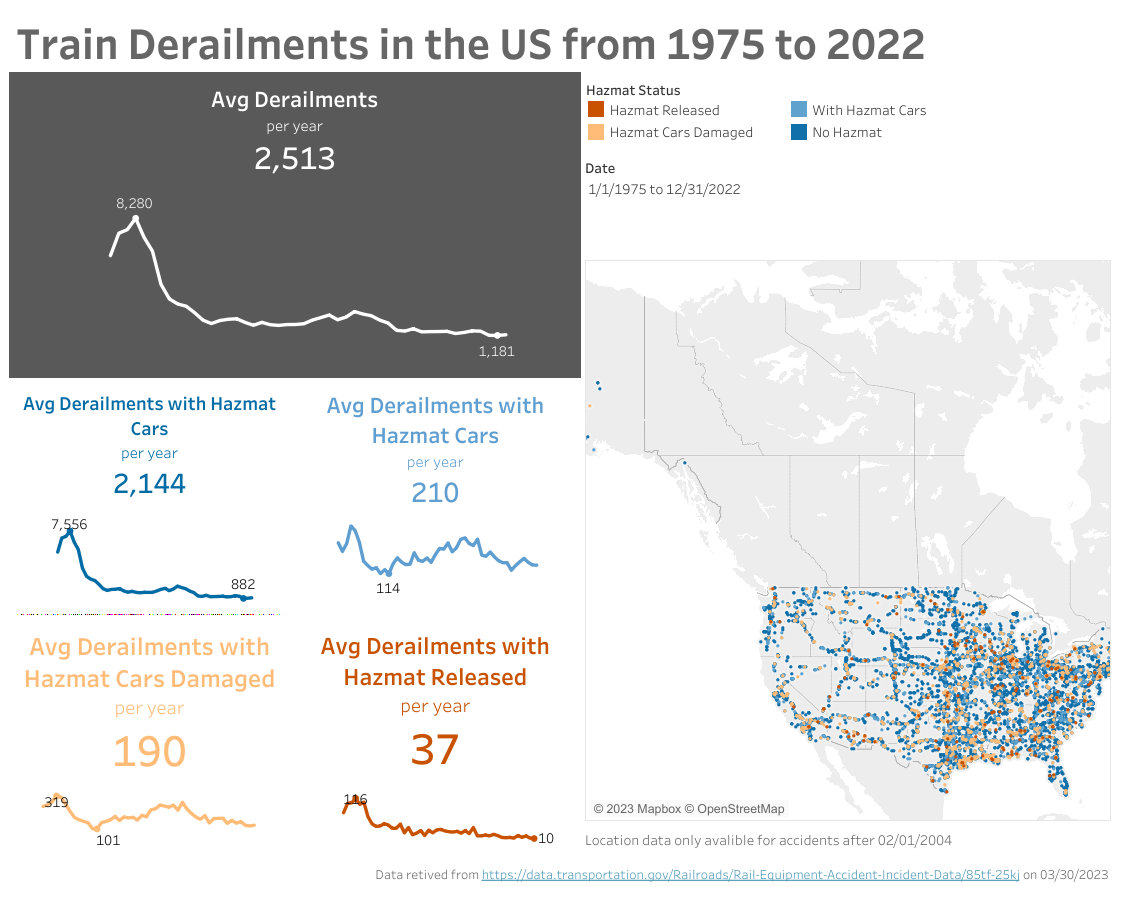 Train Derailments in the US from 1975 to 2022
Avg Derailments
per year
2,513
8,280
1,181
Hazmat Status
Hazmat Released
With Hazmat Cars
Hazmat Cars Damaged
No Hazmat
Date
1/1/1975 to 12/31/2022
Avg Derailments with Hazmat
Cars
per year
2,144
7,556
882
Avg Derailments with
Hazmat Cars
per year
210
114
Avg Derailments with
Hazmat Cars Damaged
per year
190
319
101
Avg Derailments with
Hazmat Released
per year
37
116
10
© 2023 Mapbox © OpenStreetMap
Location data only avalible for accidents after 02/01/2004
Data retived from https://data.transportation.gov/Railroads/Rail-Equipment-Accident-Incident-Data/85tf-25kj on 03/30/2023